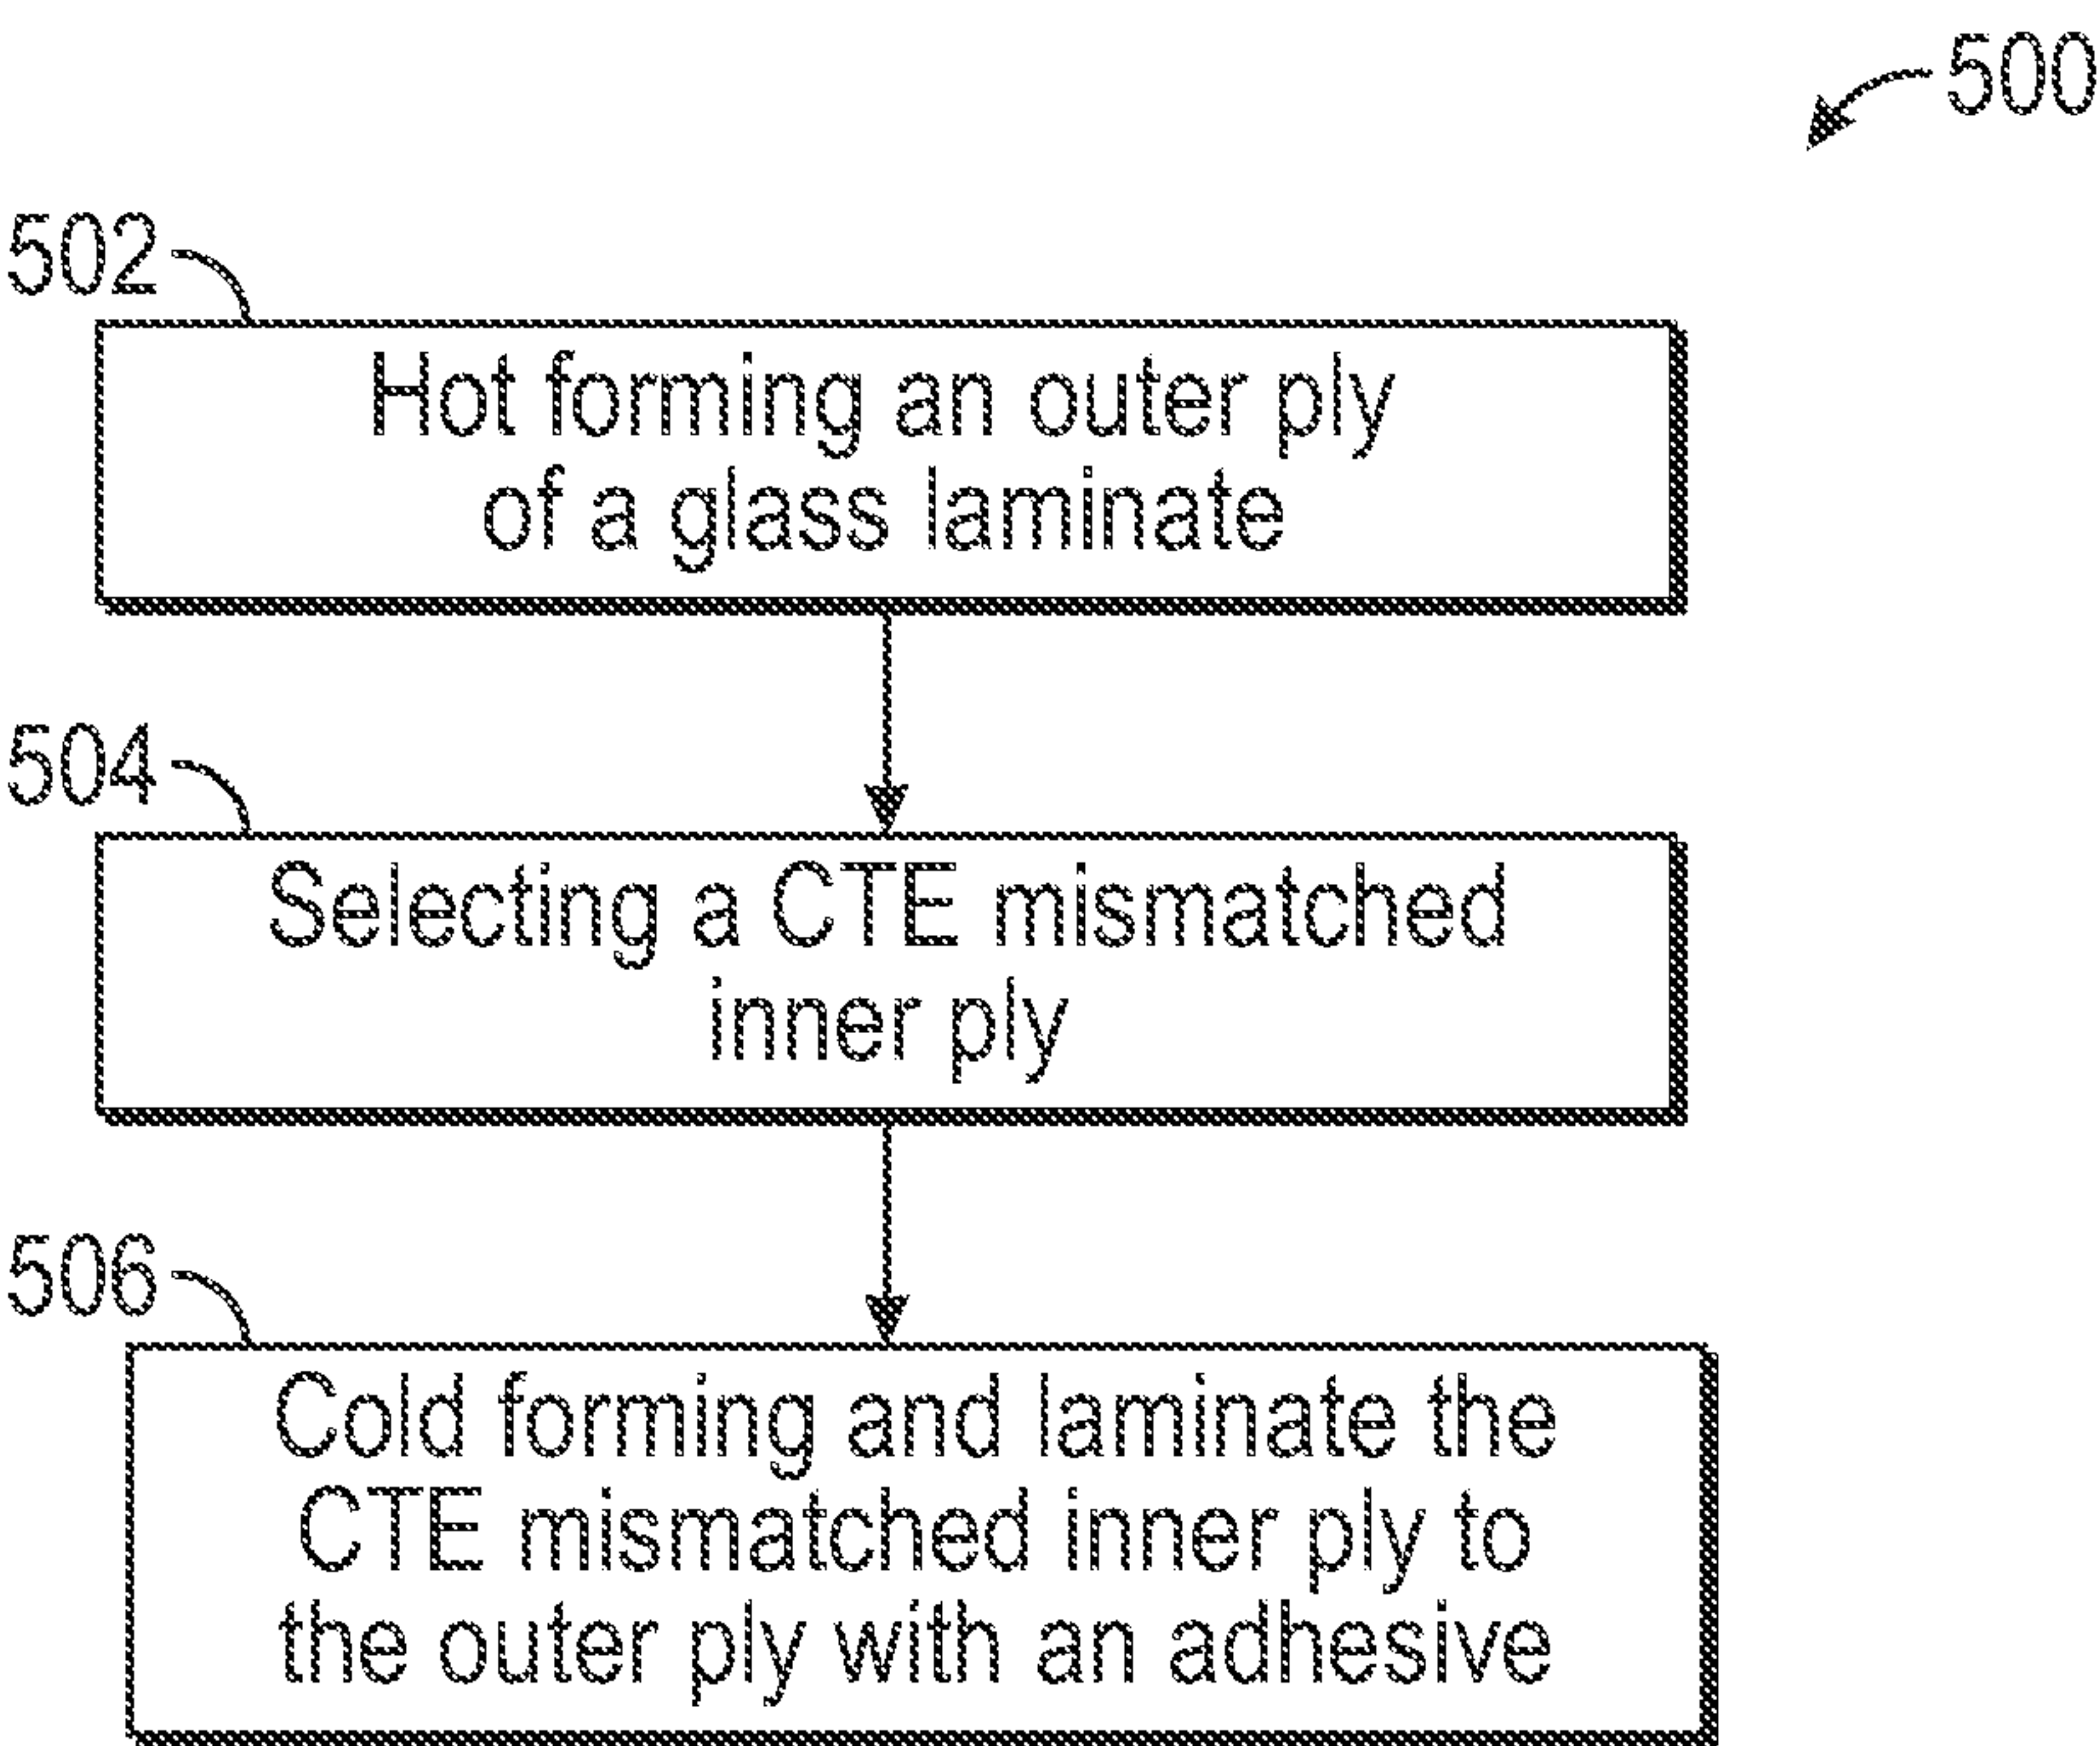 500
502
Hot forming an outer ply
of a glass laminate
504
Selecting a CTE mismatched
inner ply
506
Cold forming and laminate the
CTE mismatched inner ply to
the outer ply with an adhesive